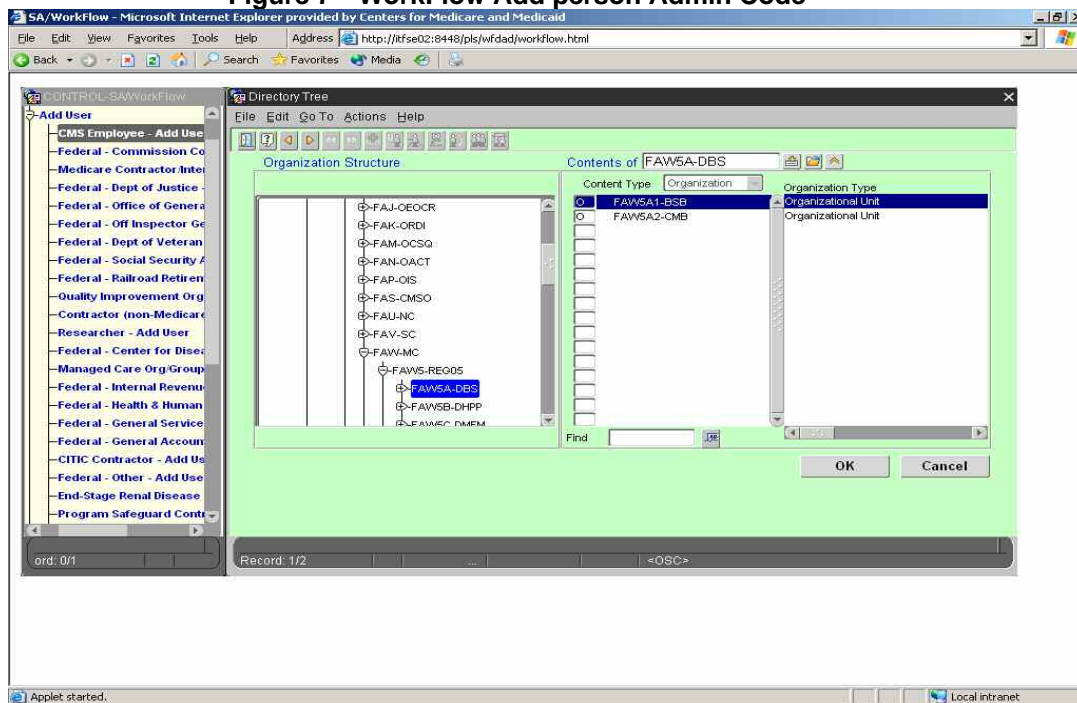 Figure 7 – WorkFlow Add person Admin Code
SA/WorkFlow - Microsoft Internet Explorer provided by Centers for Medicare and Medicaid
File Edit View Favorites Tools Help Address http://itfse02:8448/pls/wfdad/workflow.html
Back Search Favorites Media
CONTROL-SA/WorkFlow
Add User
CMS Employee - Add Use
Federal - Commission Co
Medicare Contractor/Inter
Federal - Dept of Justice -
Federal - Office of Genera
Federal - Off Inspector Ge
Federal - Dept of Veteran
Federal - Social Security A
Federal - Railroad Retirem
Quality Improvement Org
Contractor (non-Medicare
Researcher - Add User
Federal - Center for Disea
Managed Care Org/Group
Federal - Internal Revenu
Federal - Health & Human
Federal - General Service
Federal - General Accoun
CITIC Contractor - Add Us
Federal - Other - Add Use
End-Stage Renal Disease
Program Safeguard Contr
ord: 0/1
Directory Tree
File Edit Go To Actions Help
Organization Structure
FAJ-OEOCR
FAK-ORDI
FAM-OCSQ
FAN-OACT
FAP-OIS
FAS-CMSO
FAU-NC
FAV-SC
FAW-MC
FAW5-REG05
FAW5A-DBS
FAW5B-DHPP
FAW5C-DMFM
Contents of FAW5A-DBS
Content Type Organization Organization Type
O FAW5A1-BSB Organizational Unit
O FAW5A2-CMB Organizational Unit
Find
OK Cancel
Record: 1/2 ... <OSC>
Applet started. Local intranet